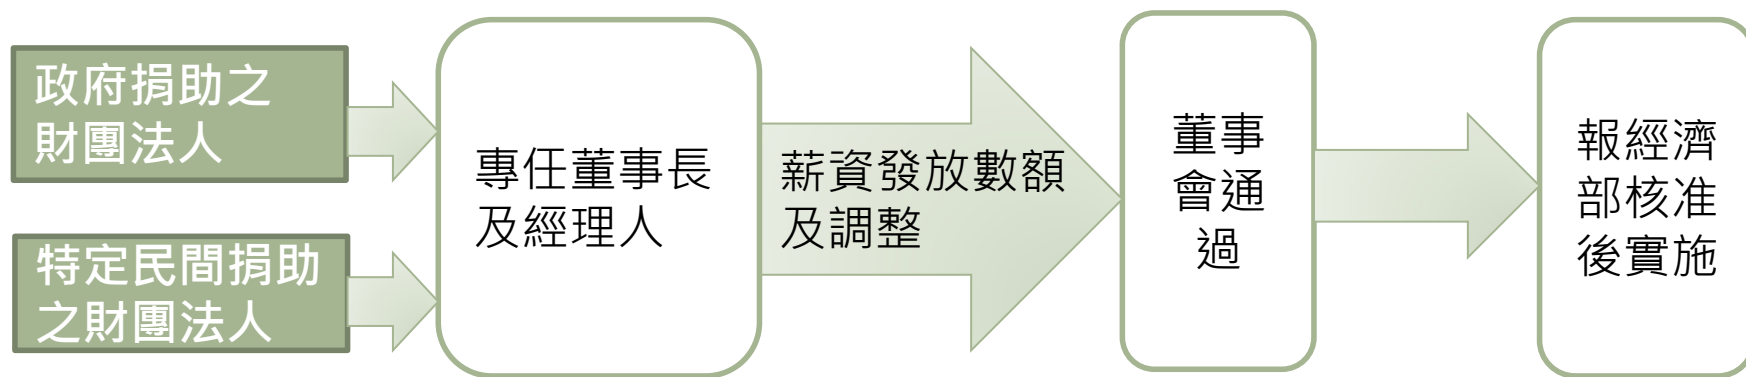 政府捐助之
財團法人
特定民間捐助
之財團法人
專任董事長
及經理人
薪資發放數額
及調整
董事
會通
過
報經濟
部核准
後實施